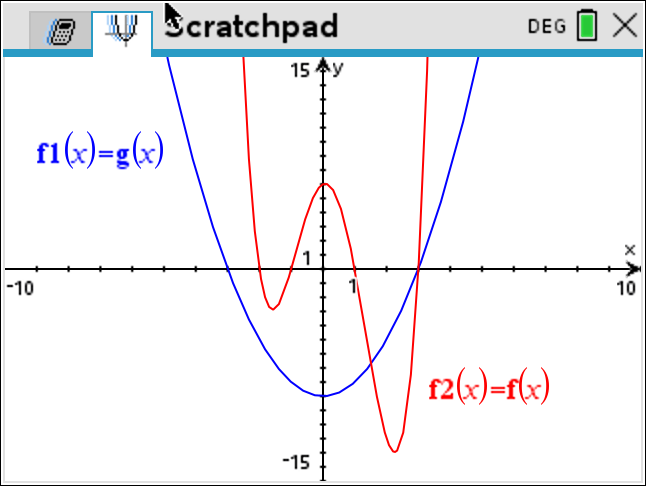 Scratchpad
DEG
15
y
f1(x)=g(x)
1
x
-10
1
10
f2(x)=f(x)
-15